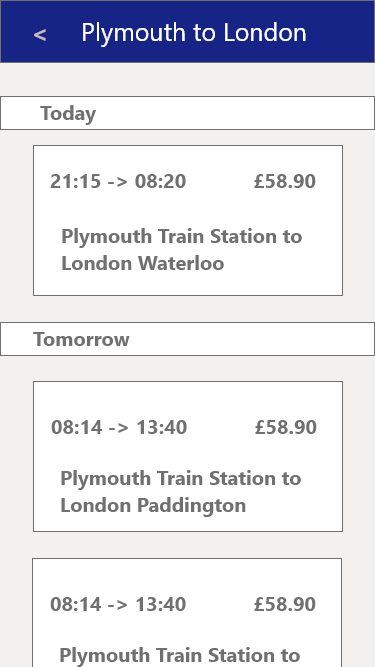 < Plymouth to London
Today
21:15 -> 08:20 £58.90
Plymouth Train Station to
London Waterloo
Tomorrow
08:14 -> 13:40 £58.90
Plymouth Train Station to
London Paddington
08:14 -> 13:40 £58.90
Plymouth Train Station to